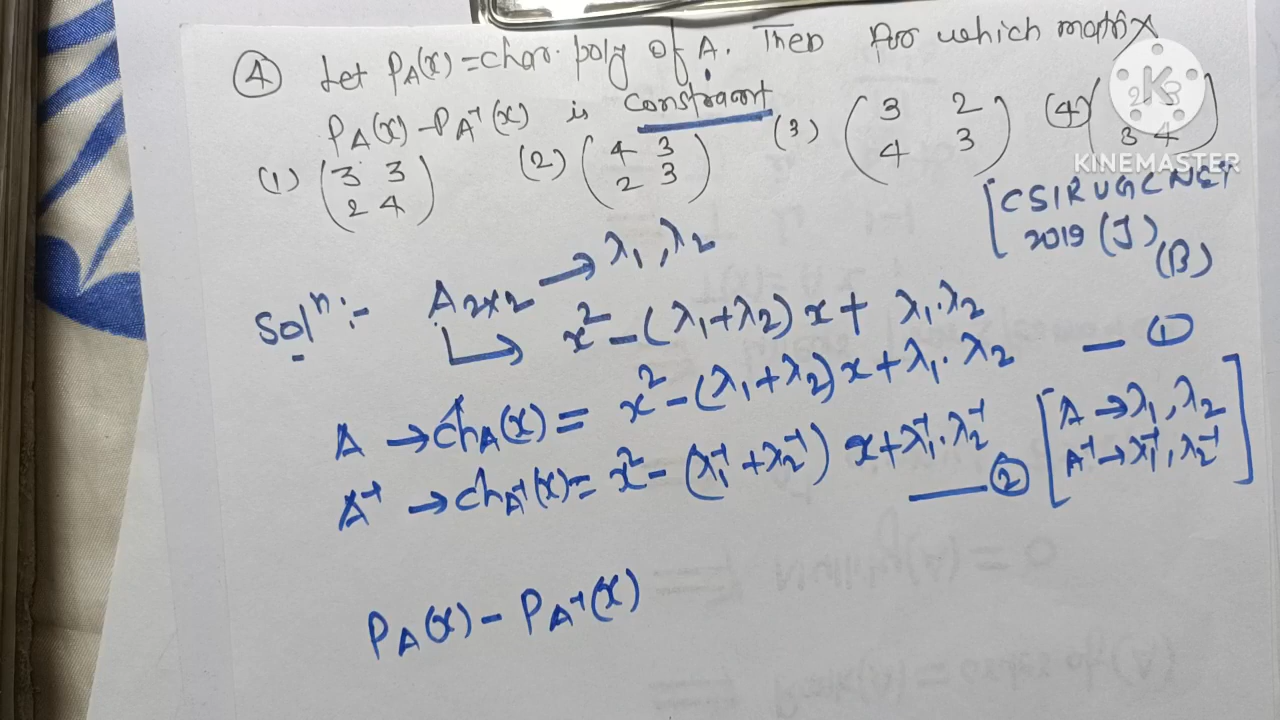 ④ Let P_A(x) = char. poly of A. Then for which matrix
P_A(x) - P_A⁻¹(x) is constraant
(1) (3 3
2 4) (2) (4 3
2 3) (3) (3 2
4 3) (4) (2 3
3 4)
K
KINEMASTER
[CSIR UGC NET
2019 (J)
(B)
Solⁿ :- A₂ₓ₂ → λ₁, λ₂
↳ x² - (λ₁+λ₂)x + λ₁.λ₂
A → ch_A(x) = x² - (λ₁+λ₂)x + λ₁.λ₂ — ①
A⁻¹ → ch_A⁻¹(x) = x² - (λ₁⁻¹+λ₂⁻¹) x + λ₁⁻¹.λ₂⁻¹ — ②
[A → λ₁, λ₂
A⁻¹ → λ₁⁻¹, λ₂⁻¹]
P_A(x) - P_A⁻¹(x)